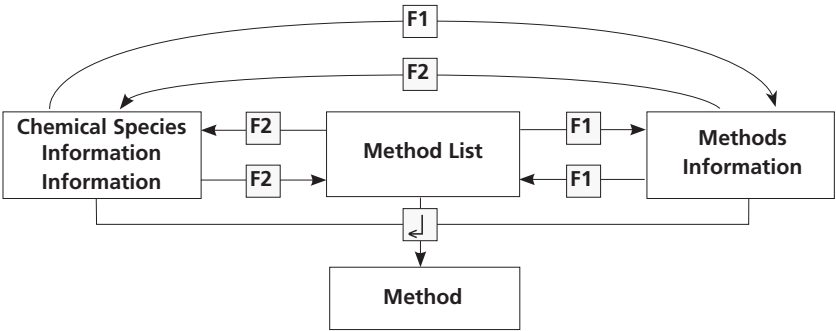 F1
F2
Chemical Species
Information
Information
F2
F2
Method List
F1
F1
Methods
Information
Method